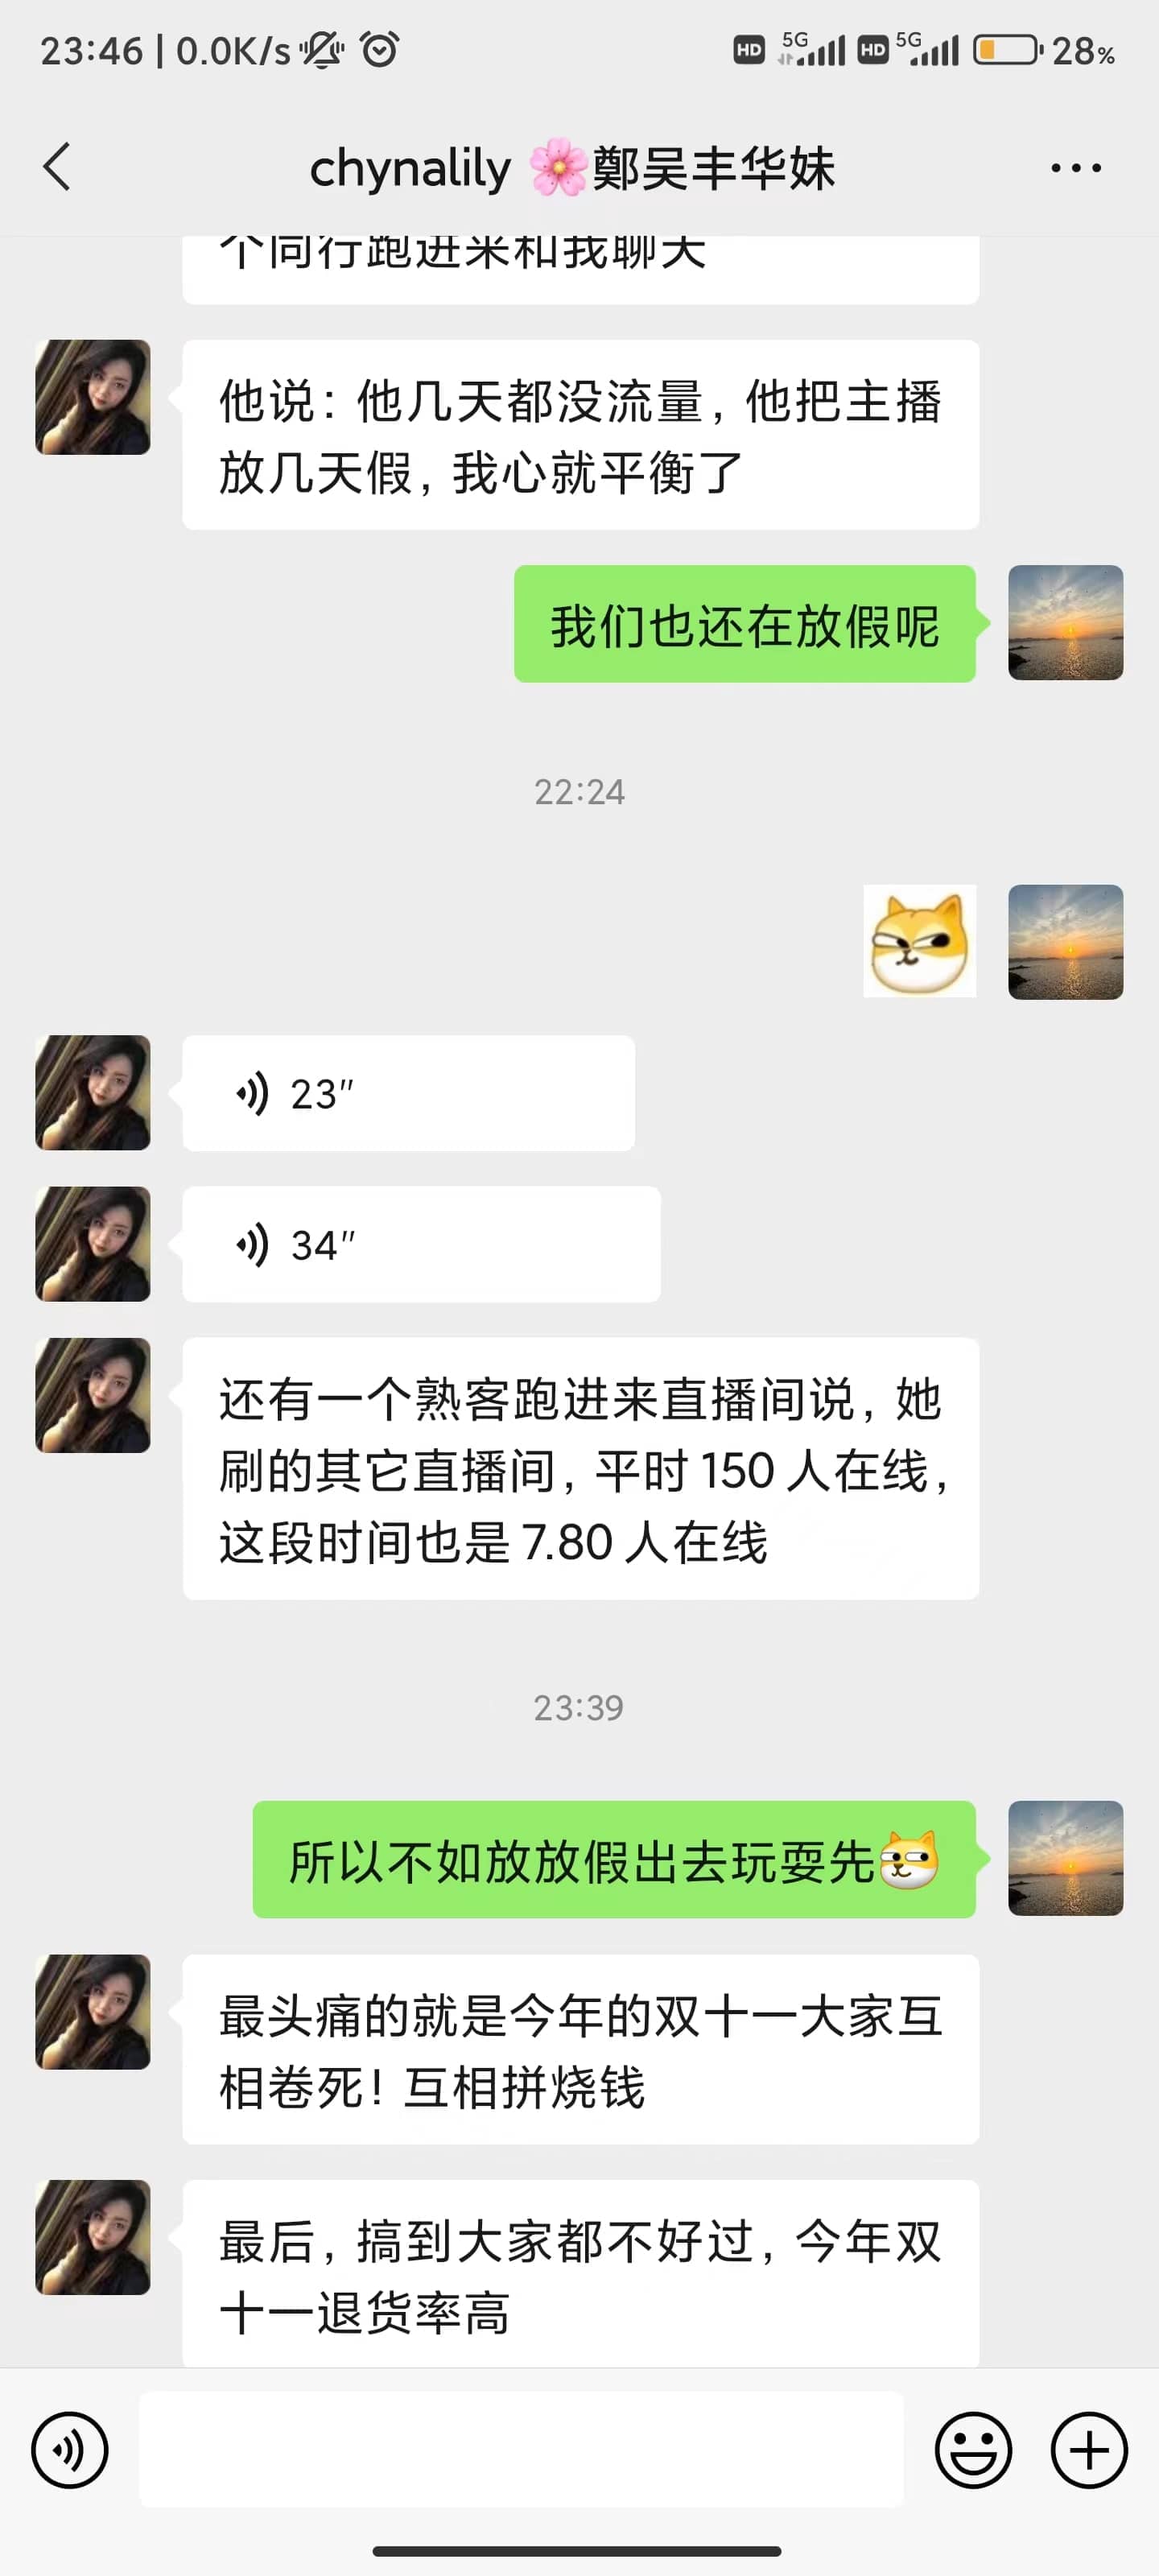 23:46 | 0.0K/s HD 5G HD 5G 28%
chynalily 🌸鄭吴丰华妹
个同行跑进来和我聊天
他说：他几天都没流量，他把主播
放几天假，我心就平衡了
我们也还在放假呢
22:24
23"
34"
还有一个熟客跑进来直播间说，她
刷的其它直播间，平时 150 人在线，
这段时间也是 7.80 人在线
23:39
所以不如放放假出去玩耍先
最头痛的就是今年的双十一大家互
相卷死！互相拼烧钱
最后，搞到大家都不好过，今年双
十一退货率高